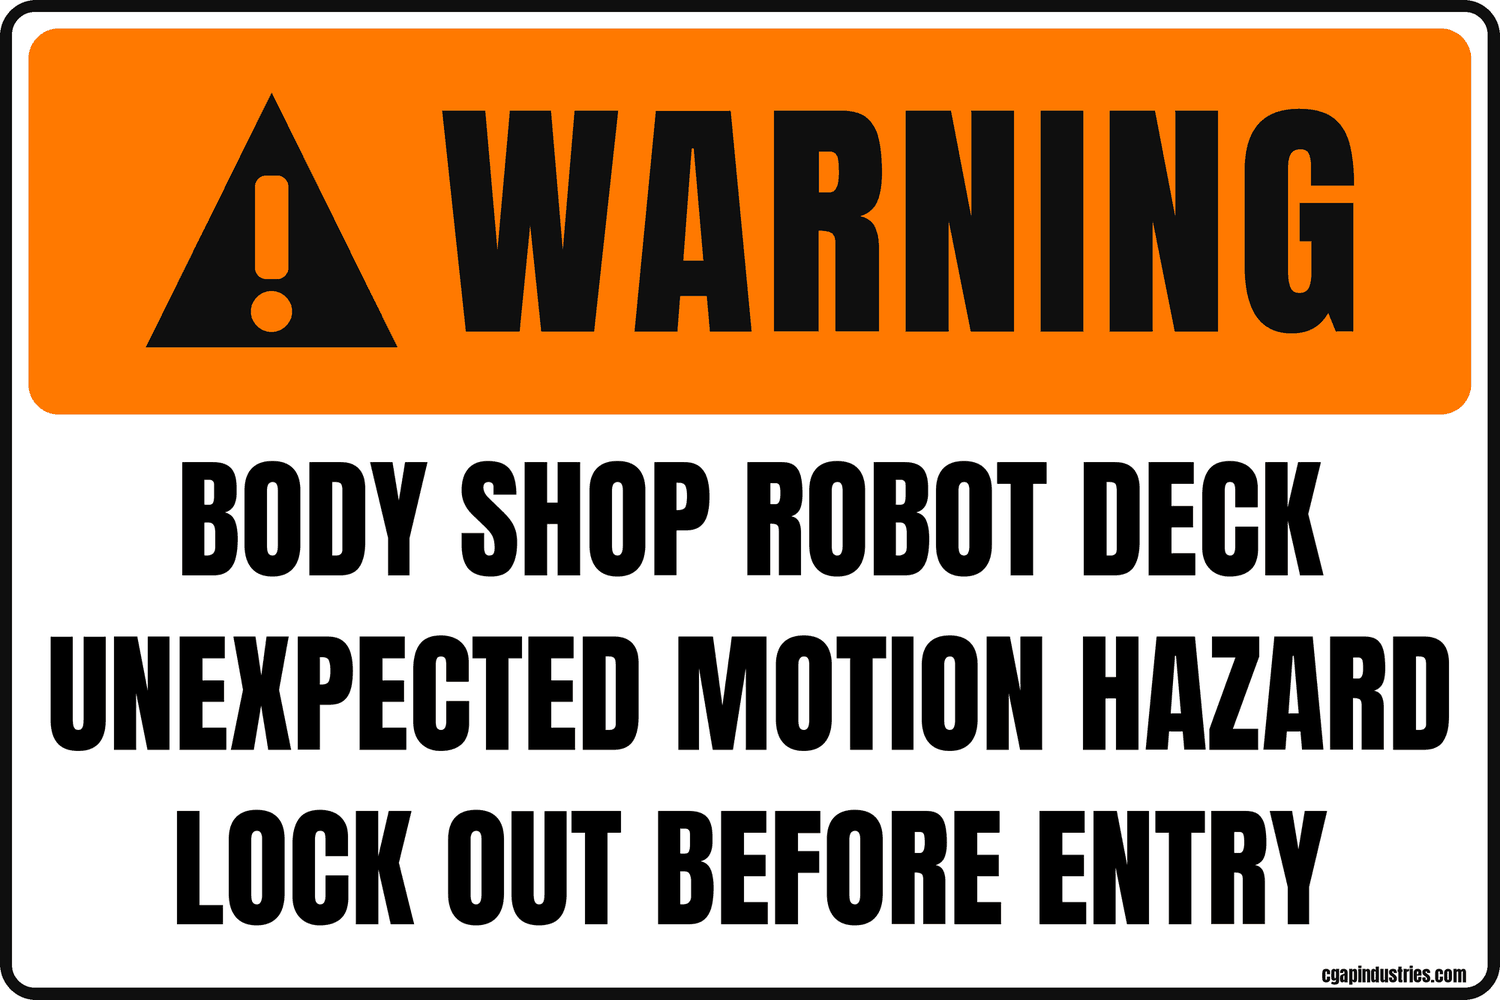 WARNING
BODY SHOP ROBOT DECK
UNEXPECTED MOTION HAZARD
LOCK OUT BEFORE ENTRY
cgapindustries.com